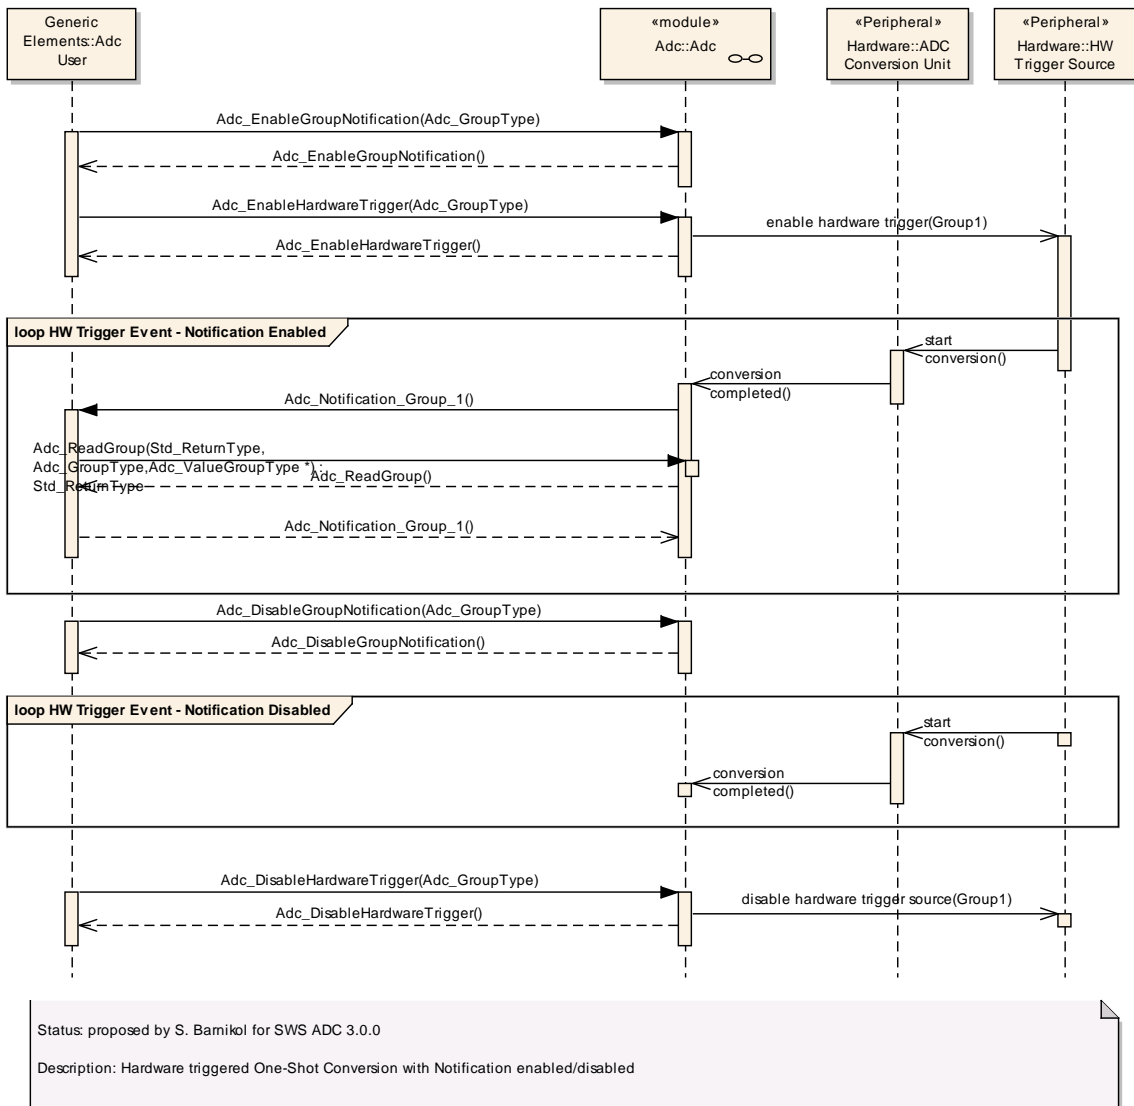 Generic
Elements::Adc
User
«module»
Adc::Adc
«Peripheral»
Hardware::ADC
Conversion Unit
«Peripheral»
Hardware::HW
Trigger Source
Adc_EnableGroupNotification(Adc_GroupType)
Adc_EnableGroupNotification()
Adc_EnableHardwareTrigger(Adc_GroupType)
enable hardware trigger(Group1)
Adc_EnableHardwareTrigger()
loop HW Trigger Event - Notification Enabled
start
conversion()
conversion
completed()
Adc_Notification_Group_1()
Adc_ReadGroup(Std_ReturnType,
Adc_GroupType,Adc_ValueGroupType *) :
Std_ReturnType
Adc_ReadGroup()
Adc_Notification_Group_1()
Adc_DisableGroupNotification(Adc_GroupType)
Adc_DisableGroupNotification()
loop HW Trigger Event - Notification Disabled
start
conversion()
conversion
completed()
Adc_DisableHardwareTrigger(Adc_GroupType)
disable hardware trigger source(Group1)
Adc_DisableHardwareTrigger()
Status: proposed by S. Barnikol for SWS ADC 3.0.0
Description: Hardware triggered One-Shot Conversion with Notification enabled/disabled